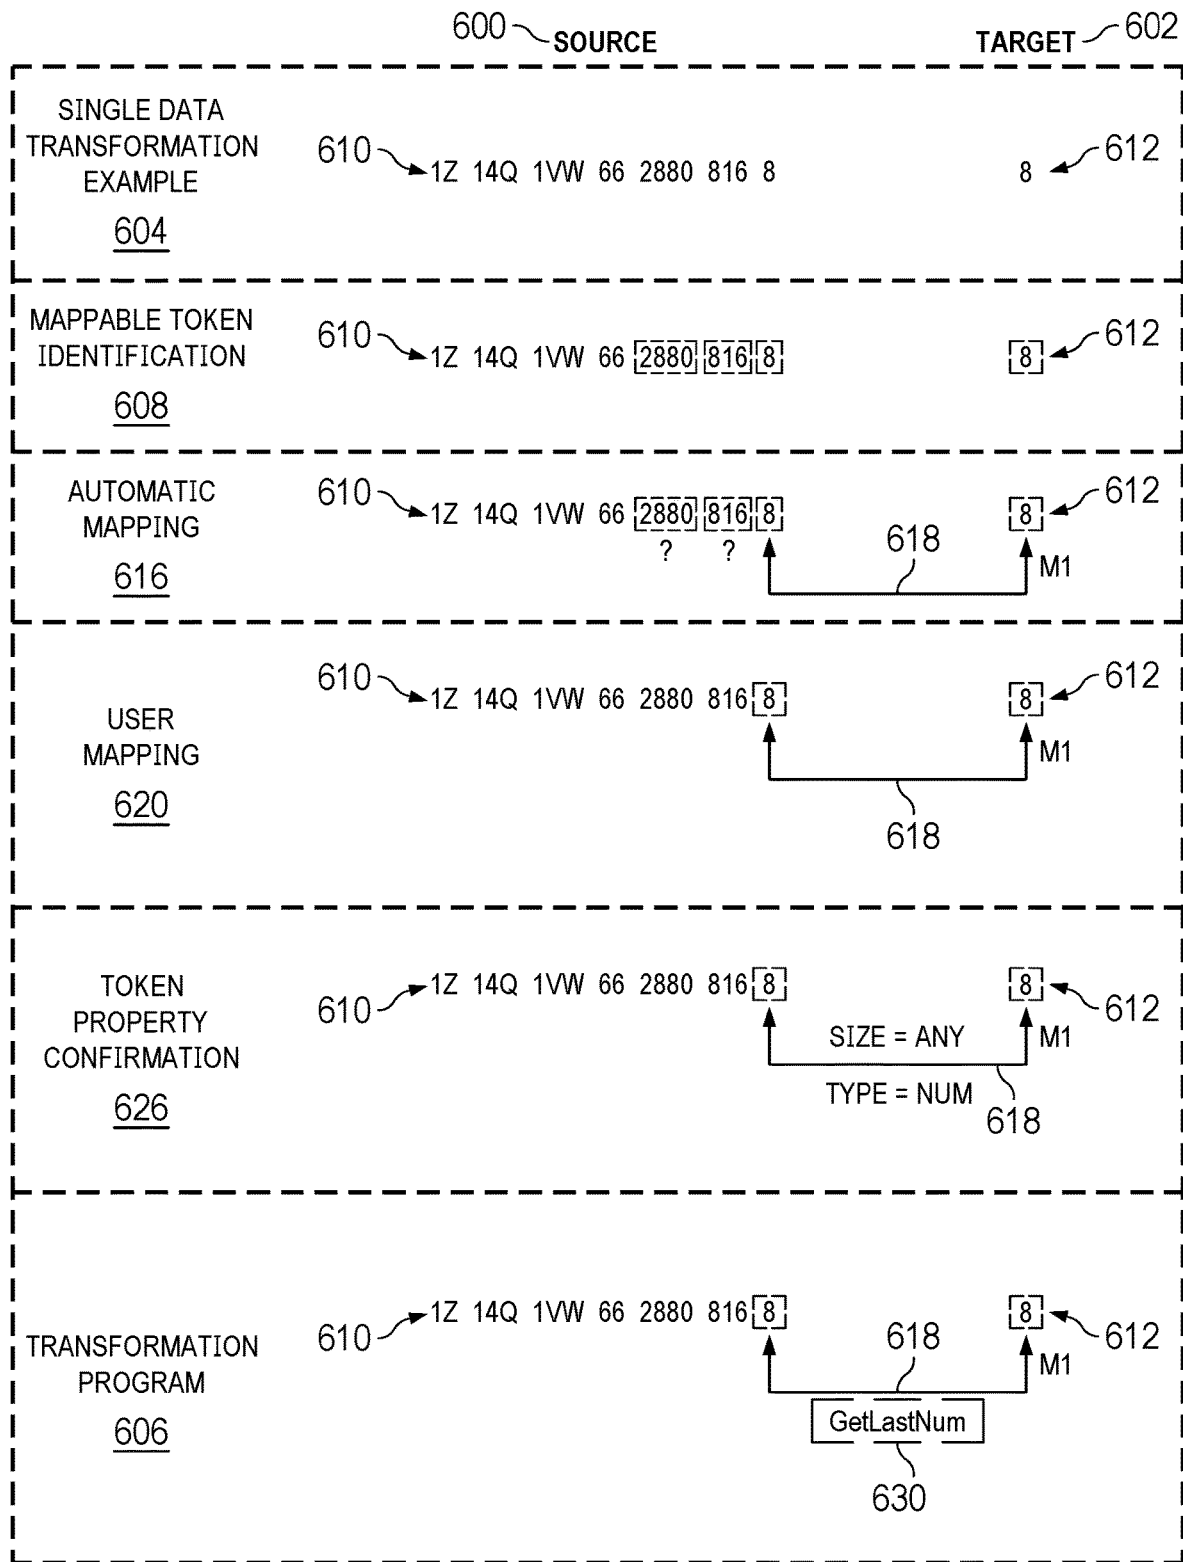 600 SOURCE TARGET 602
SINGLE DATA
TRANSFORMATION
EXAMPLE
604
610 1Z 14Q 1VW 66 2880 816 8 8 612
MAPPABLE TOKEN
IDENTIFICATION
608
610 1Z 14Q 1VW 66 2880 816 8 8 612
AUTOMATIC
MAPPING
616
610 1Z 14Q 1VW 66 2880 816 8 8 612
? ? 618 M1
USER
MAPPING
620
610 1Z 14Q 1VW 66 2880 816 8 8 612
M1
618
TOKEN
PROPERTY
CONFIRMATION
626
610 1Z 14Q 1VW 66 2880 816 8 8 612
SIZE = ANY M1
TYPE = NUM 618
TRANSFORMATION
PROGRAM
606
610 1Z 14Q 1VW 66 2880 816 8 8 612
618 M1
GetLastNum
630